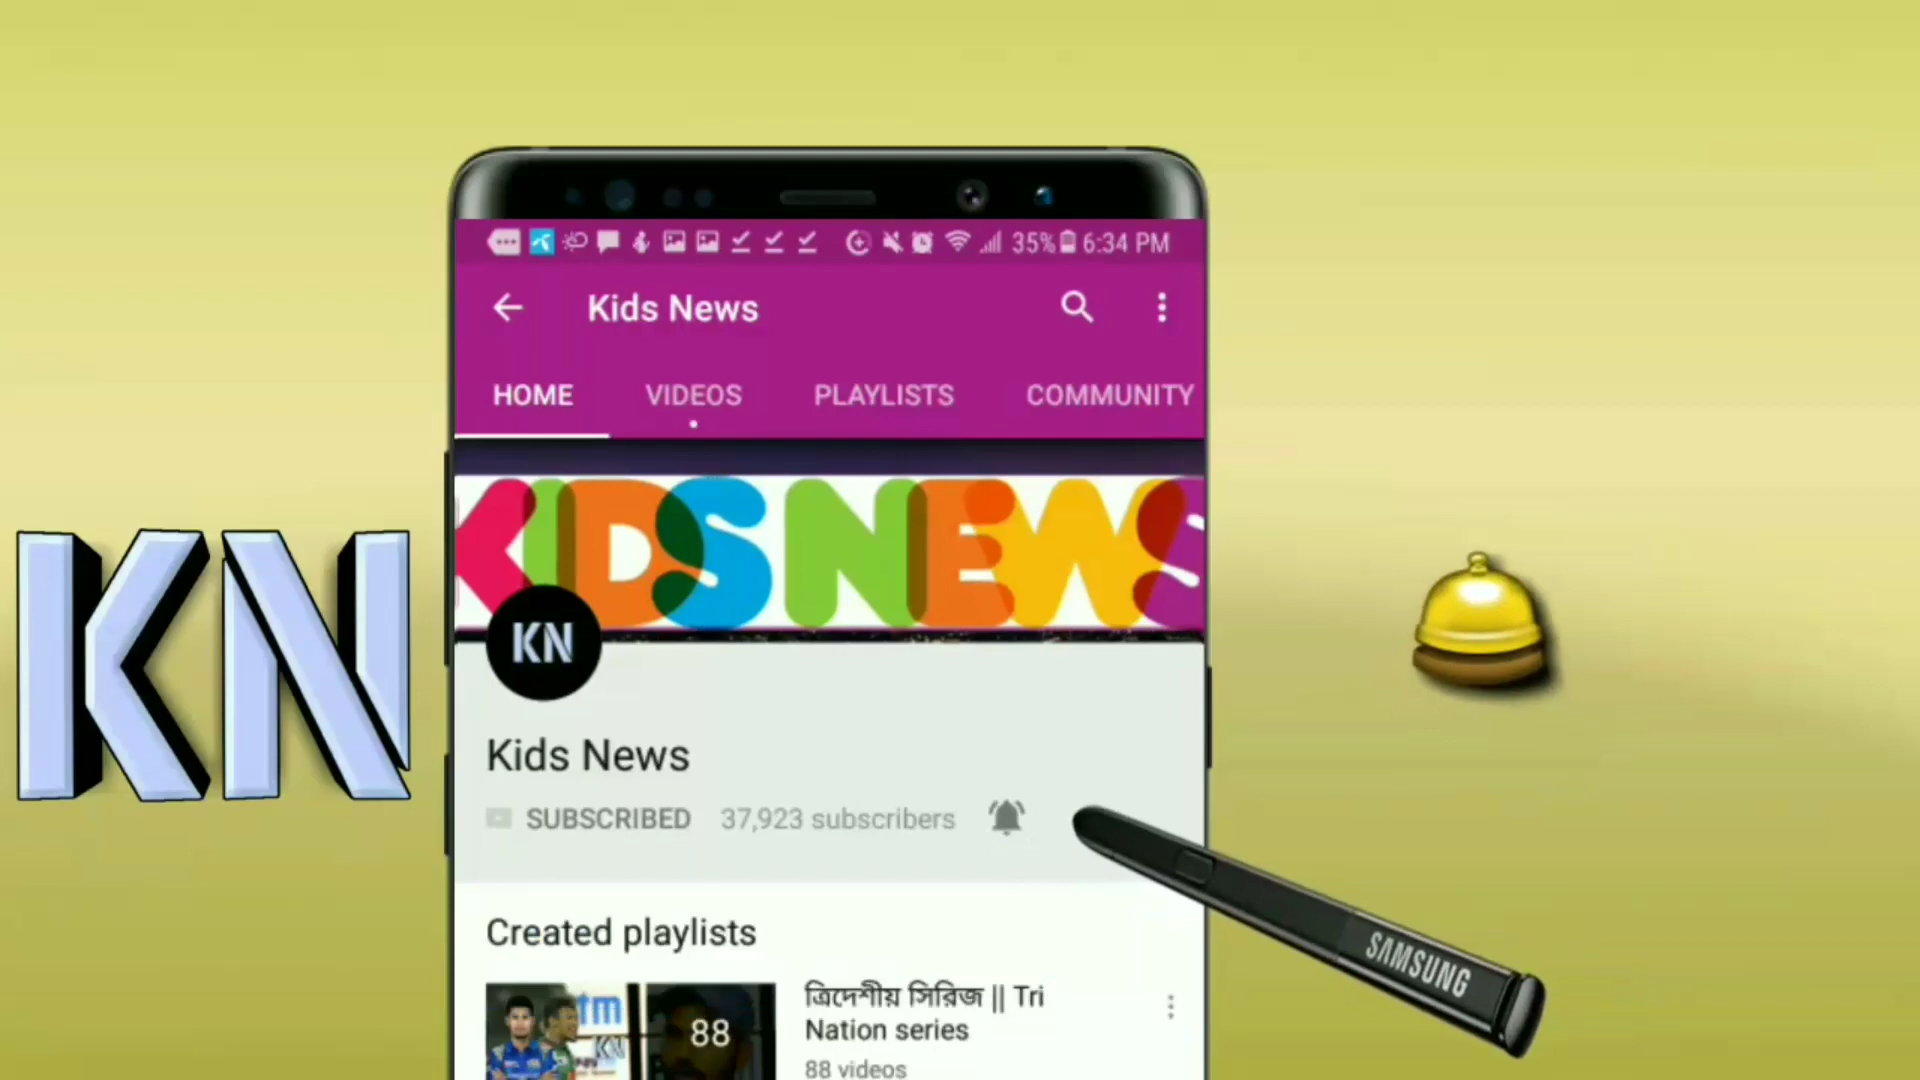 35% 6:34 PM
Kids News
HOME VIDEOS PLAYLISTS COMMUNITY
KIDS NEWS
KN
KN
Kids News
SUBSCRIBED 37,923 subscribers
SAMSUNG
Created playlists
ত্রিদেশীয় সিরিজ || Tri
Nation series
88
88 videos